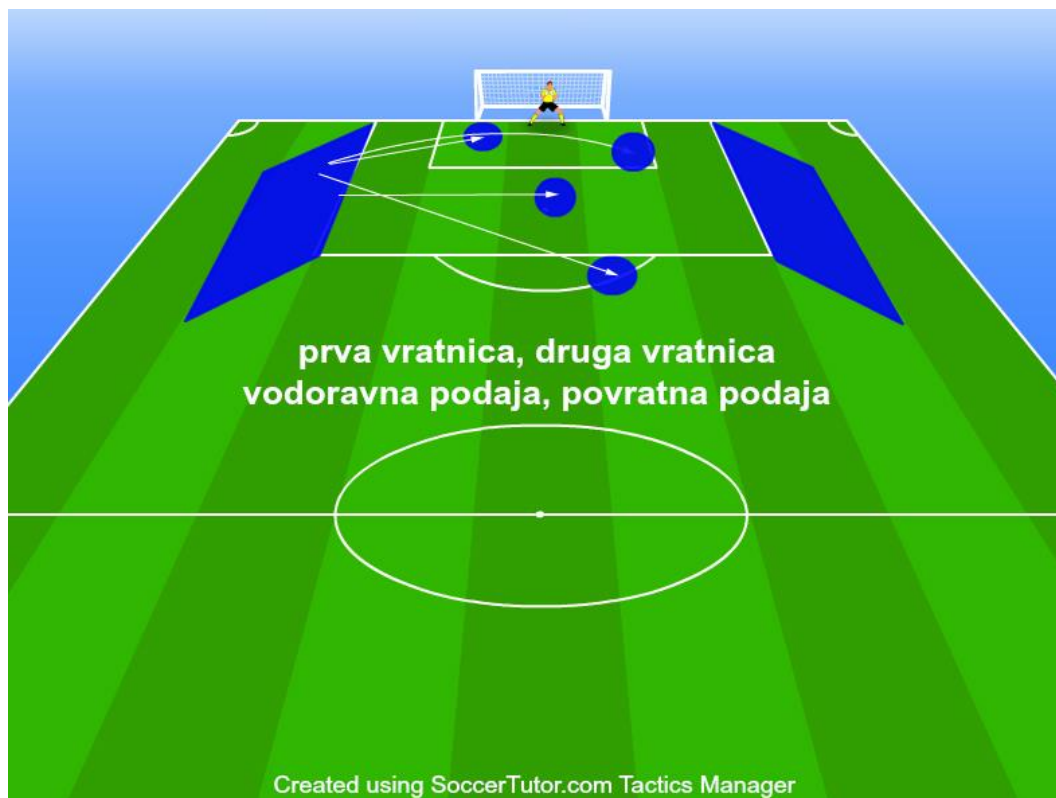 prva vratnica, druga vratnica
vodoravna podaja, povratna podaja
Created using SoccerTutor.com Tactics Manager